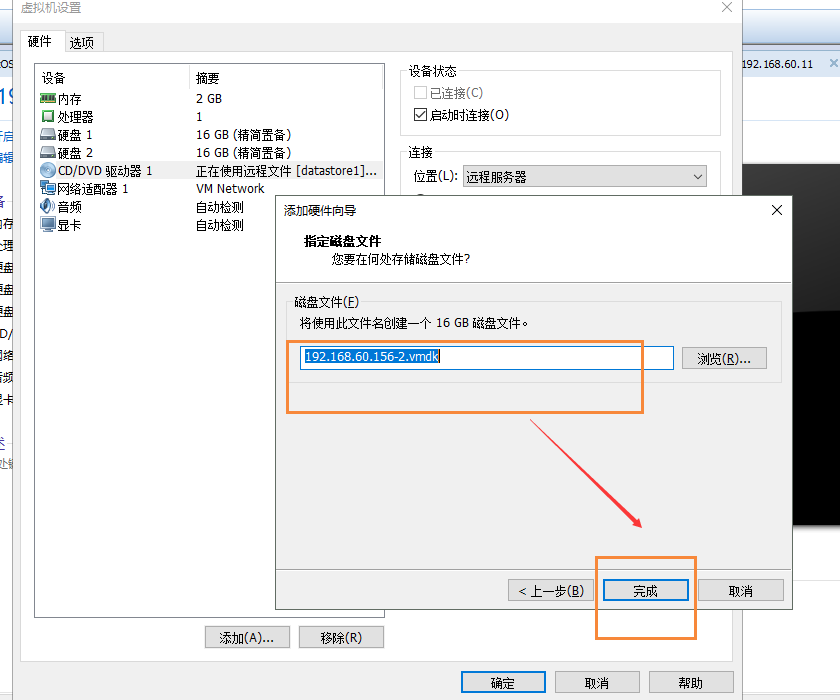 虚拟机设置
硬件
选项
设备
摘要
内存
2 GB
处理器
1
硬盘 1
16 GB (精简置备)
硬盘 2
16 GB (精简置备)
CD/DVD 驱动器 1
正在使用远程文件 [datastore1]...
网络适配器 1
VM Network
音频
自动检测
显卡
自动检测
设备状态
已连接(C)
启动时连接(O)
连接
位置(L):
远程服务器
192.168.60.11
添加硬件向导
指定磁盘文件
您要在何处存储磁盘文件?
磁盘文件(F)
将使用此文件名创建一个 16 GB 磁盘文件。
192.168.60.156-2.vmdk
浏览(R)...
< 上一步(B)
完成
取消
添加(A)...
移除(R)
确定
取消
帮助